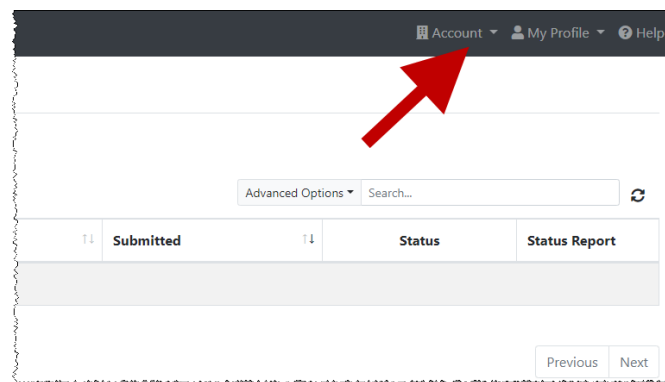 Account My Profile Help
Advanced Options Search...
Submitted Status Status Report
Previous Next